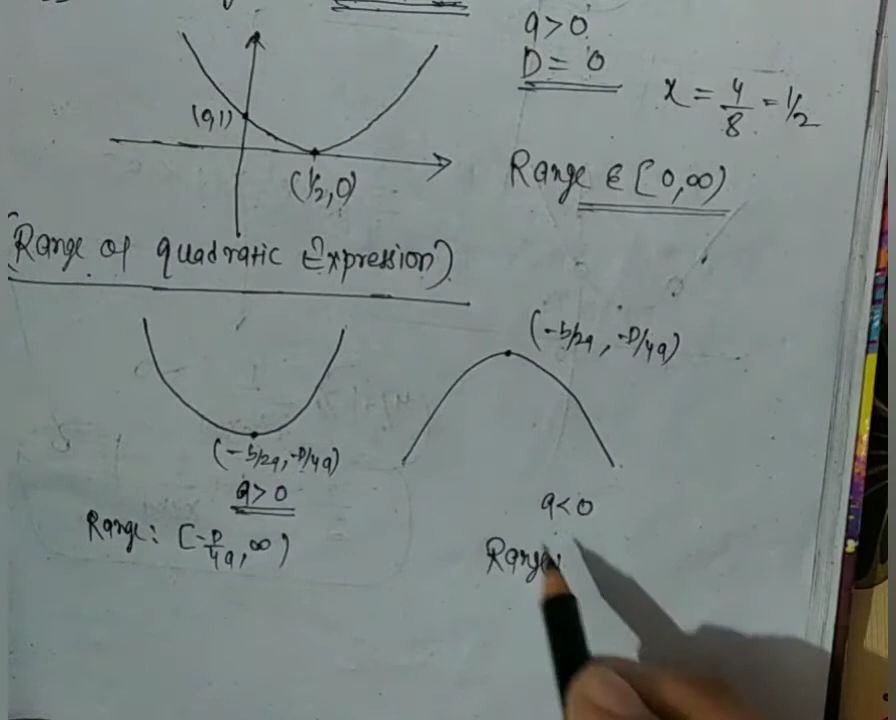 a>0
D = 0
x = 4/8 = 1/2
(0,1)
(1/2,0)
Range ∈ [0,∞)
Range of quadratic Expression)
(-b/2a, -D/4a)
(-b/2a, -D/4a)
a>0
a<0
Range: [-D/4a, ∞)
Range: